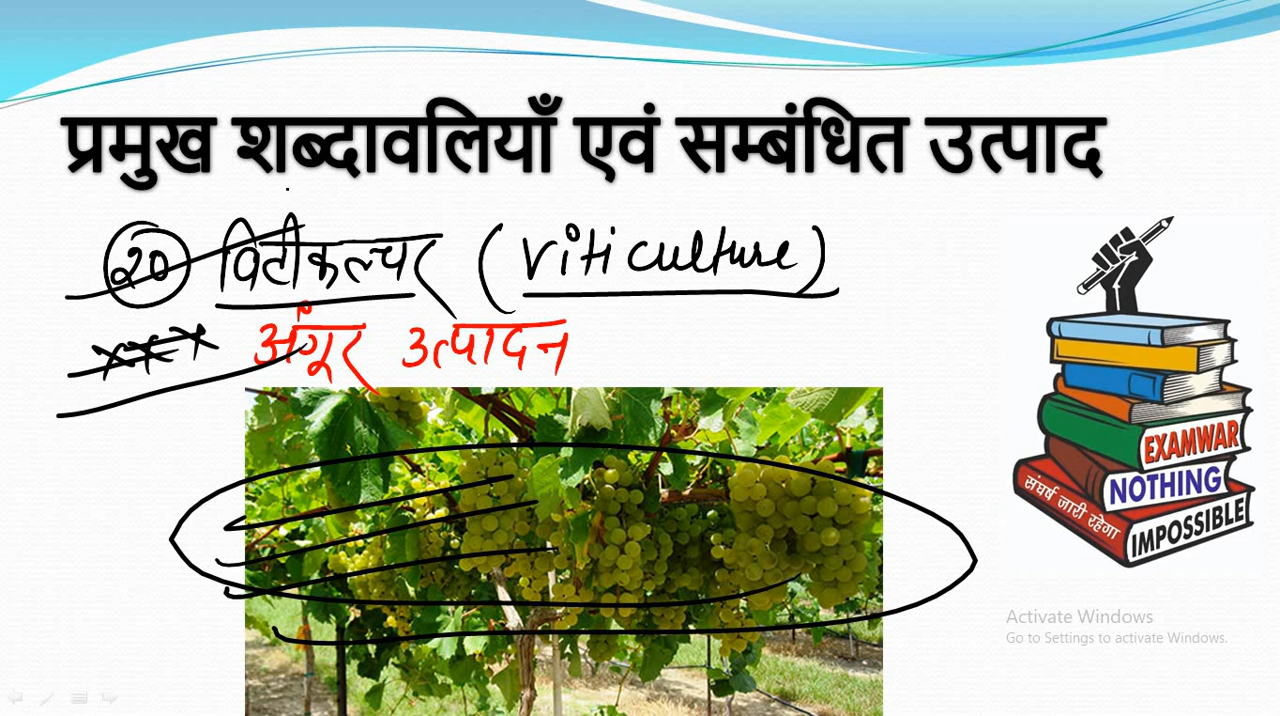 प्रमुख शब्दावलियाँ एवं सम्बंधित उत्पाद
२० विटीकल्चर (Viticulture)
××× अंगूर उत्पादन
EXAMWAR
NOTHING
संघर्ष जारी रहेगा
IMPOSSIBLE
Activate Windows
Go to Settings to activate Windows.